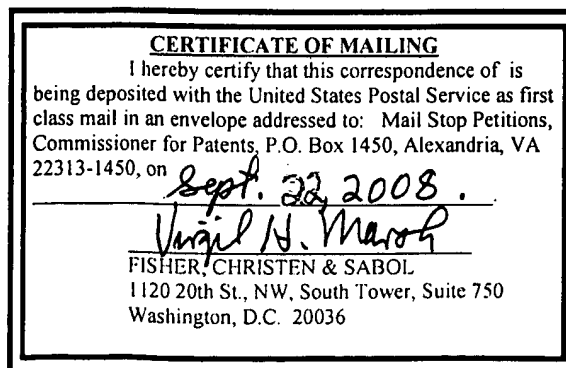 CERTIFICATE OF MAILING
I hereby certify that this correspondence of is
being deposited with the United States Postal Service as first
class mail in an envelope addressed to: Mail Stop Petitions,
Commissioner for Patents, P.O. Box 1450, Alexandria, VA
22313-1450, on Sept. 22, 2008.
Virgil H. Marsh
FISHER, CHRISTEN & SABOL
1120 20th St., NW, South Tower, Suite 750
Washington, D.C. 20036